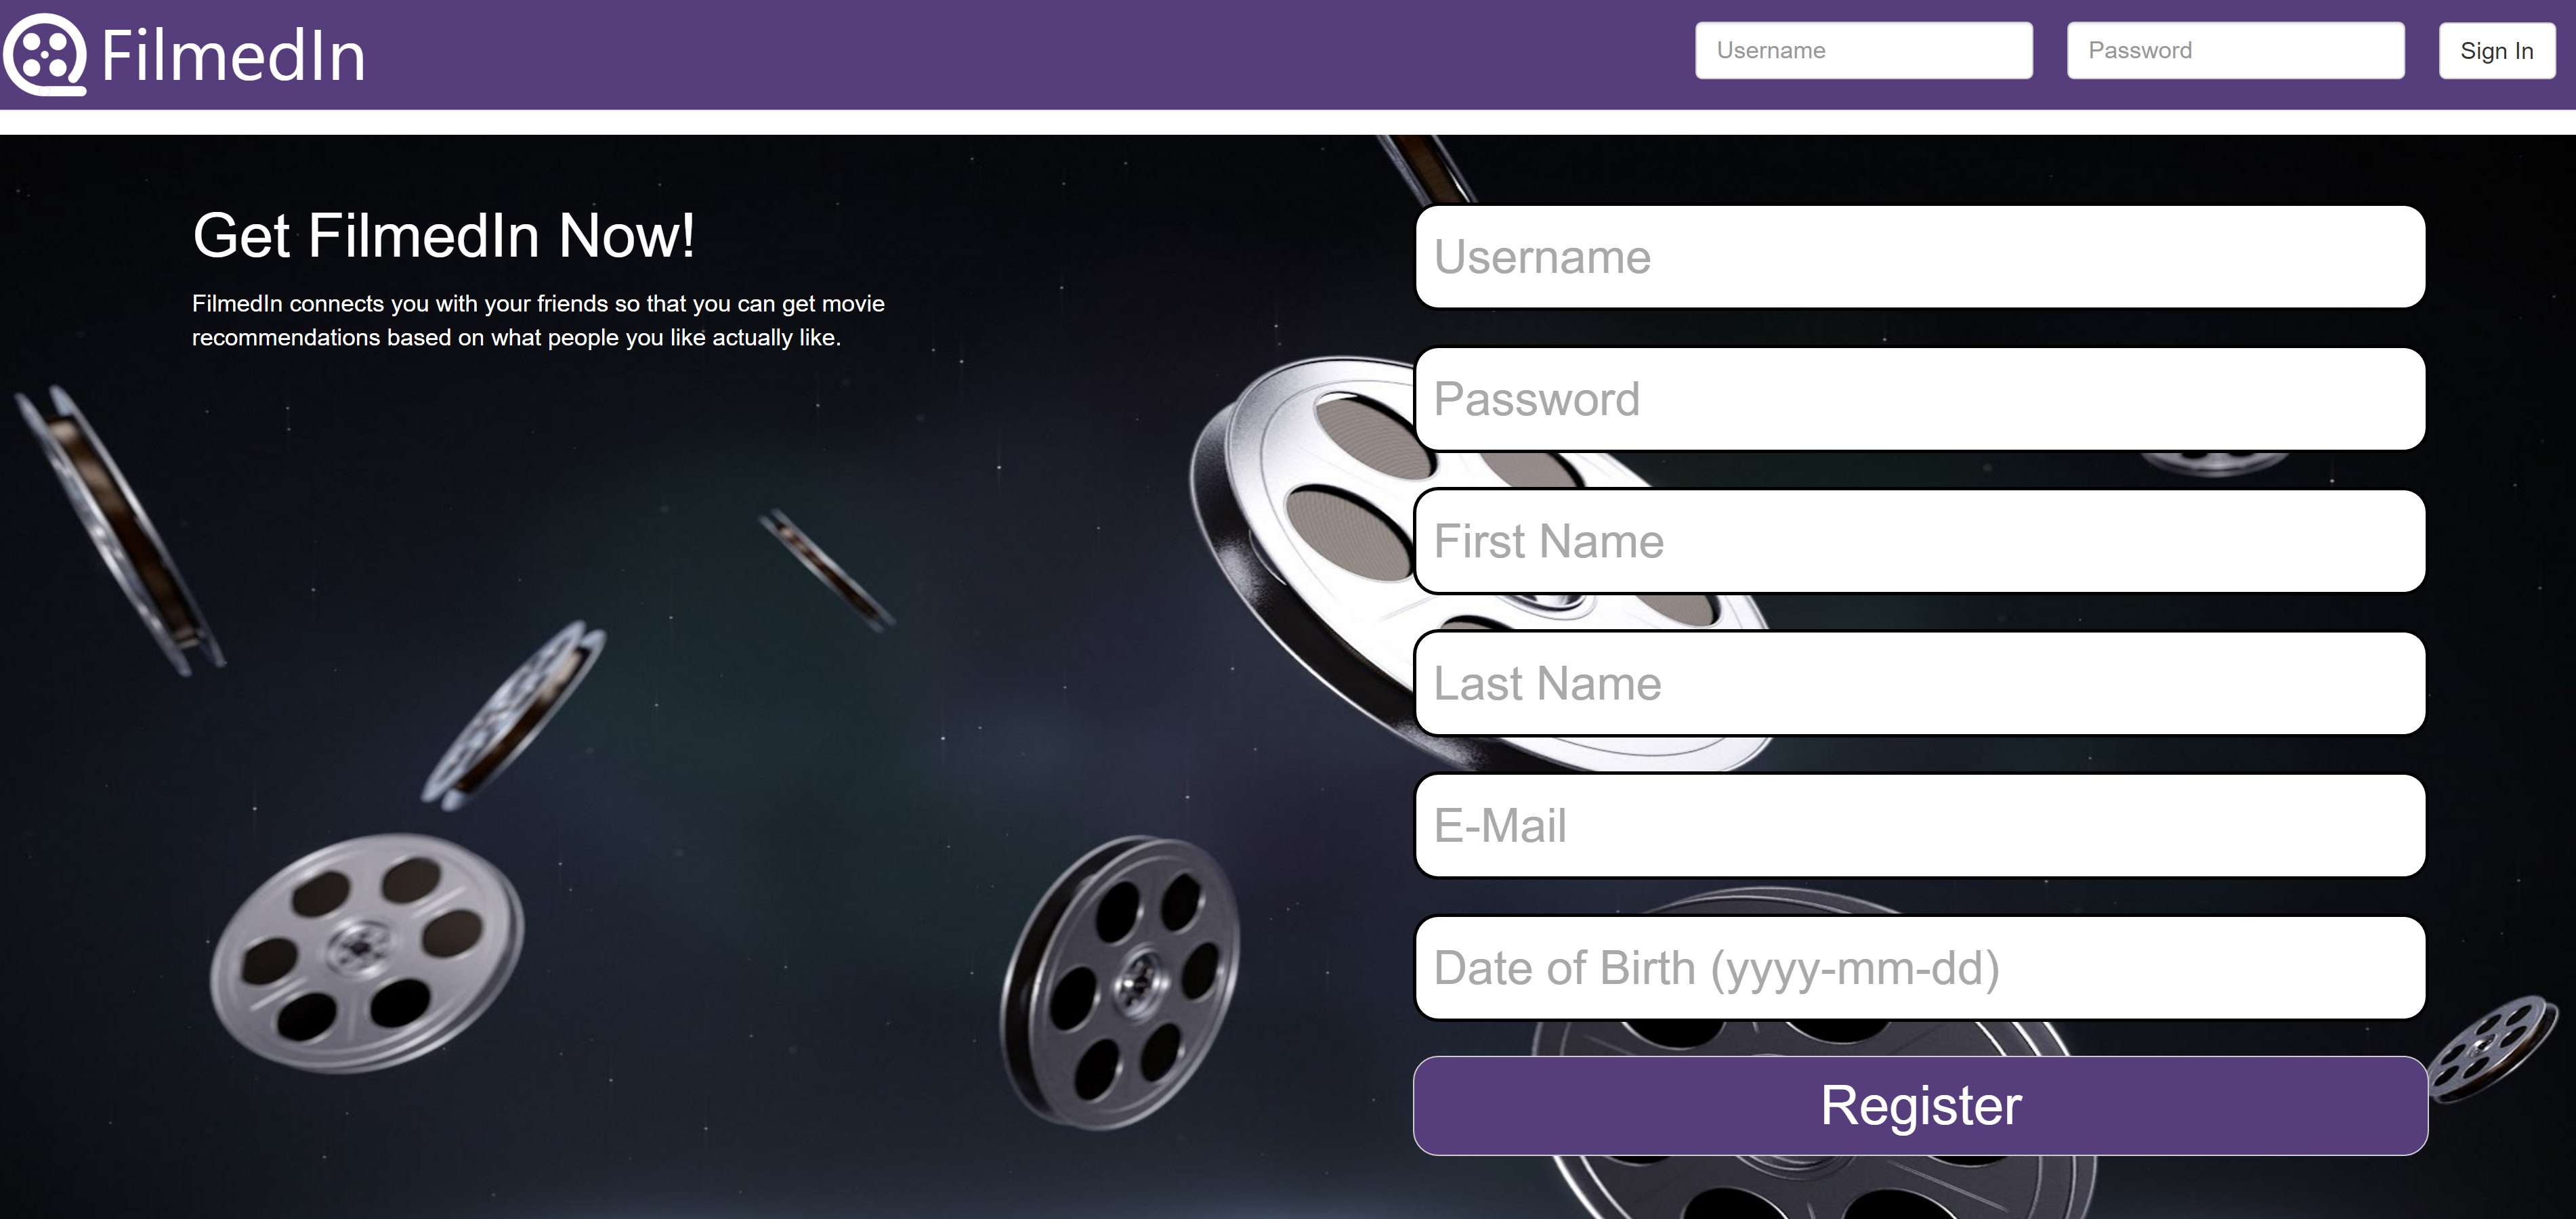 FilmedIn
Username
Password
Sign In
Get FilmedIn Now!
FilmedIn connects you with your friends so that you can get movie
recommendations based on what people you like actually like.
Username
Password
First Name
Last Name
E-Mail
Date of Birth (yyyy-mm-dd)
Register